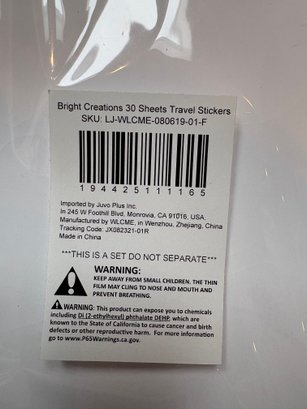 Bright Creations 30 Sheets Travel Stickers
SKU: LJ-WLCME-080619-01-F
194425111165
Imported by Juvo Plus Inc.
In 245 W Foothill Blvd, Monrovia, CA 91016, USA.
Manufactured by WLCME, in Wenzhou, Zhejiang, China
Tracking Code: JX082321-01R
Made in China
***THIS IS A SET DO NOT SEPARATE***
WARNING:
KEEP AWAY FROM SMALL CHILDREN. THE THIN
FILM MAY CLING TO NOSE AND MOUTH AND
PREVENT BREATHING.
WARNING: This product can expose you to chemicals
including Di (2-ethylhexyl) phthalate DEHP, which are
known to the State of California to cause cancer and birth
defects or other reproductive harm. For more information
go to www.P65Warnings.ca.gov.